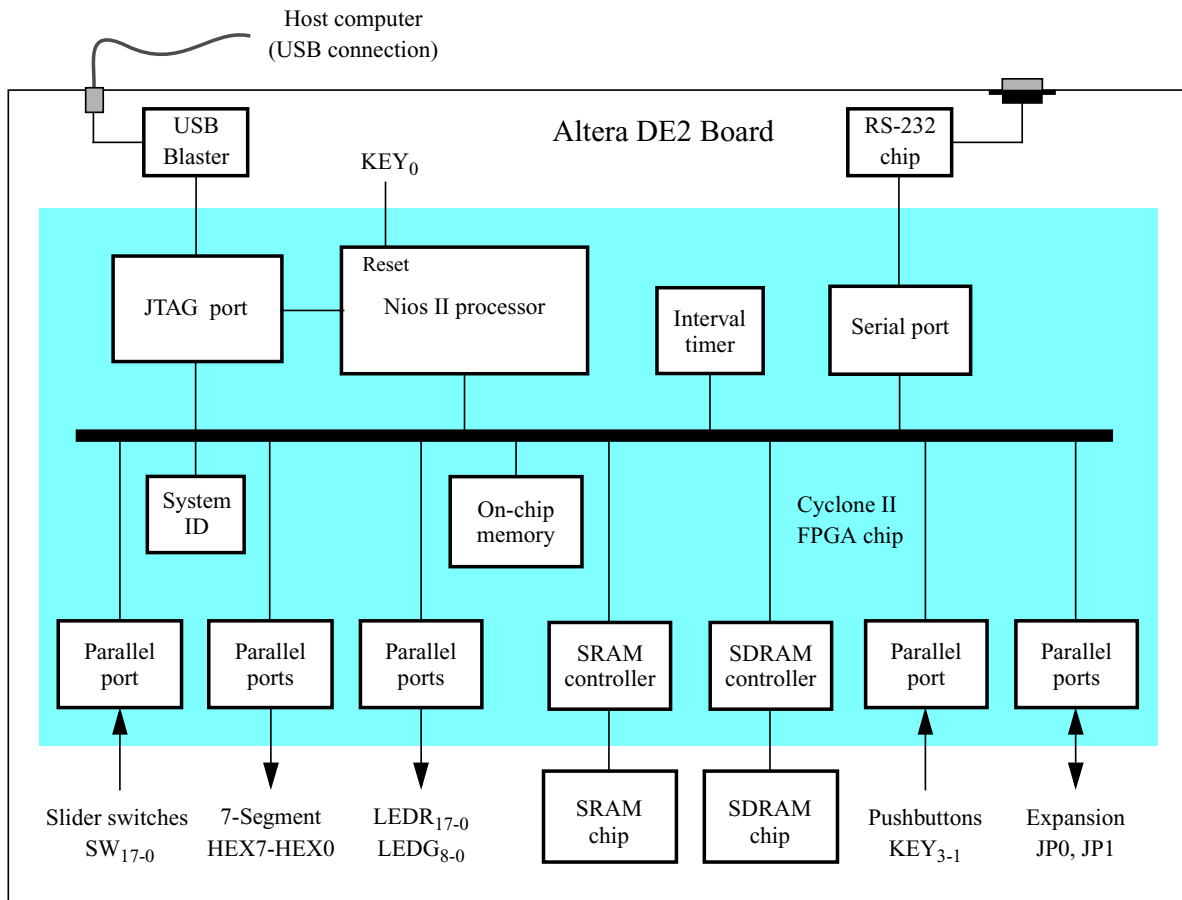 Host computer
(USB connection)
USB
Blaster
Altera DE2 Board
RS-232
chip
KEY0
Reset
JTAG port
Nios II processor
Interval
timer
Serial port
System
ID
On-chip
memory
Cyclone II
FPGA chip
Parallel
port
Parallel
ports
Parallel
ports
SRAM
controller
SDRAM
controller
Parallel
port
Parallel
ports
Slider switches
SW17-0
7-Segment
HEX7-HEX0
LEDR17-0
LEDG8-0
SRAM
chip
SDRAM
chip
Pushbuttons
KEY3-1
Expansion
JP0, JP1